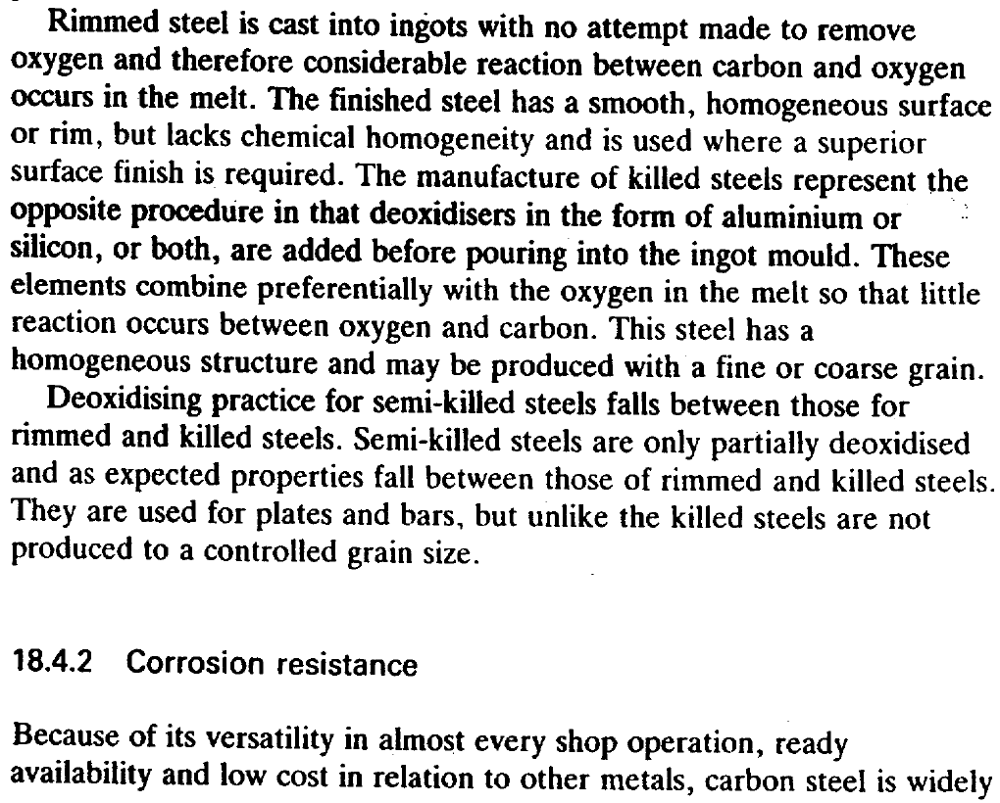 Rimmed steel is cast into ingots with no attempt made to remove
oxygen and therefore considerable reaction between carbon and oxygen
occurs in the melt. The finished steel has a smooth, homogeneous surface
or rim, but lacks chemical homogeneity and is used where a superior
surface finish is required. The manufacture of killed steels represent the
opposite procedure in that deoxidisers in the form of aluminium or
silicon, or both, are added before pouring into the ingot mould. These
elements combine preferentially with the oxygen in the melt so that little
reaction occurs between oxygen and carbon. This steel has a
homogeneous structure and may be produced with a fine or coarse grain.
Deoxidising practice for semi-killed steels falls between those for
rimmed and killed steels. Semi-killed steels are only partially deoxidised
and as expected properties fall between those of rimmed and killed steels.
They are used for plates and bars, but unlike the killed steels are not
produced to a controlled grain size.
18.4.2 Corrosion resistance
Because of its versatility in almost every shop operation, ready
availability and low cost in relation to other metals, carbon steel is widely